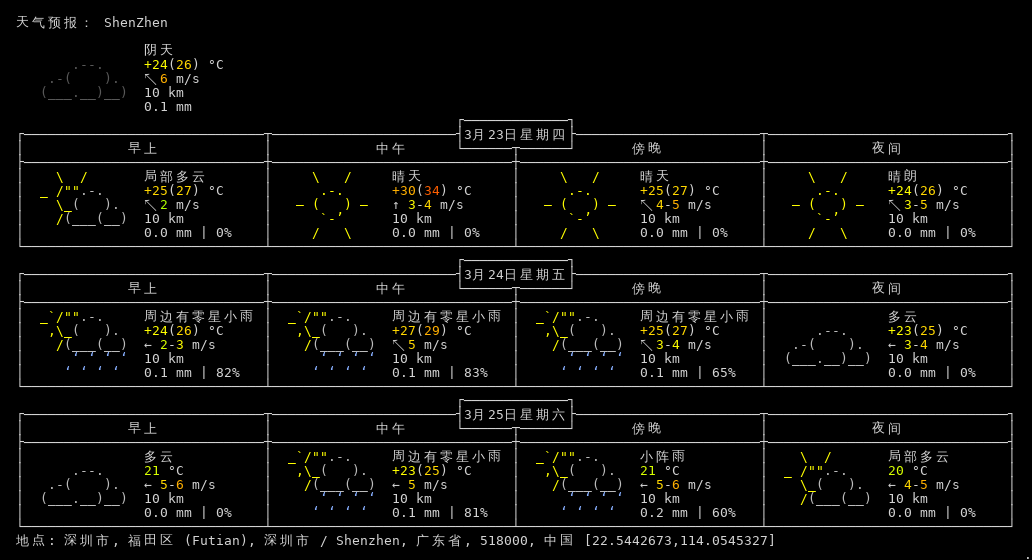 天气预报： ShenZhen
阴天
+24(26) °C
↖ 6 m/s
10 km
0.1 mm
3月23日星期四
早上 中午 傍晚 夜间
局部多云 晴天 晴天 晴朗
+25(27) °C +30(34) °C +25(27) °C +24(26) °C
↖ 2 m/s ↑ 3-4 m/s ↖ 4-5 m/s ↖ 3-5 m/s
10 km 10 km 10 km 10 km
0.0 mm | 0% 0.0 mm | 0% 0.0 mm | 0% 0.0 mm | 0%
3月24日星期五
早上 中午 傍晚 夜间
周边有零星小雨 周边有零星小雨 周边有零星小雨 多云
+24(26) °C +27(29) °C +25(27) °C +23(25) °C
← 2-3 m/s ↖ 5 m/s ↖ 3-4 m/s ← 3-4 m/s
10 km 10 km 10 km 10 km
0.1 mm | 82% 0.1 mm | 83% 0.1 mm | 65% 0.0 mm | 0%
3月25日星期六
早上 中午 傍晚 夜间
多云 周边有零星小雨 小阵雨 局部多云
21 °C +23(25) °C 21 °C 20 °C
← 5-6 m/s ← 5 m/s ← 5-6 m/s ← 4-5 m/s
10 km 10 km 10 km 10 km
0.0 mm | 0% 0.1 mm | 81% 0.2 mm | 60% 0.0 mm | 0%
地点: 深圳市, 福田区 (Futian), 深圳市 / Shenzhen, 广东省, 518000, 中国 [22.5442673,114.0545327]